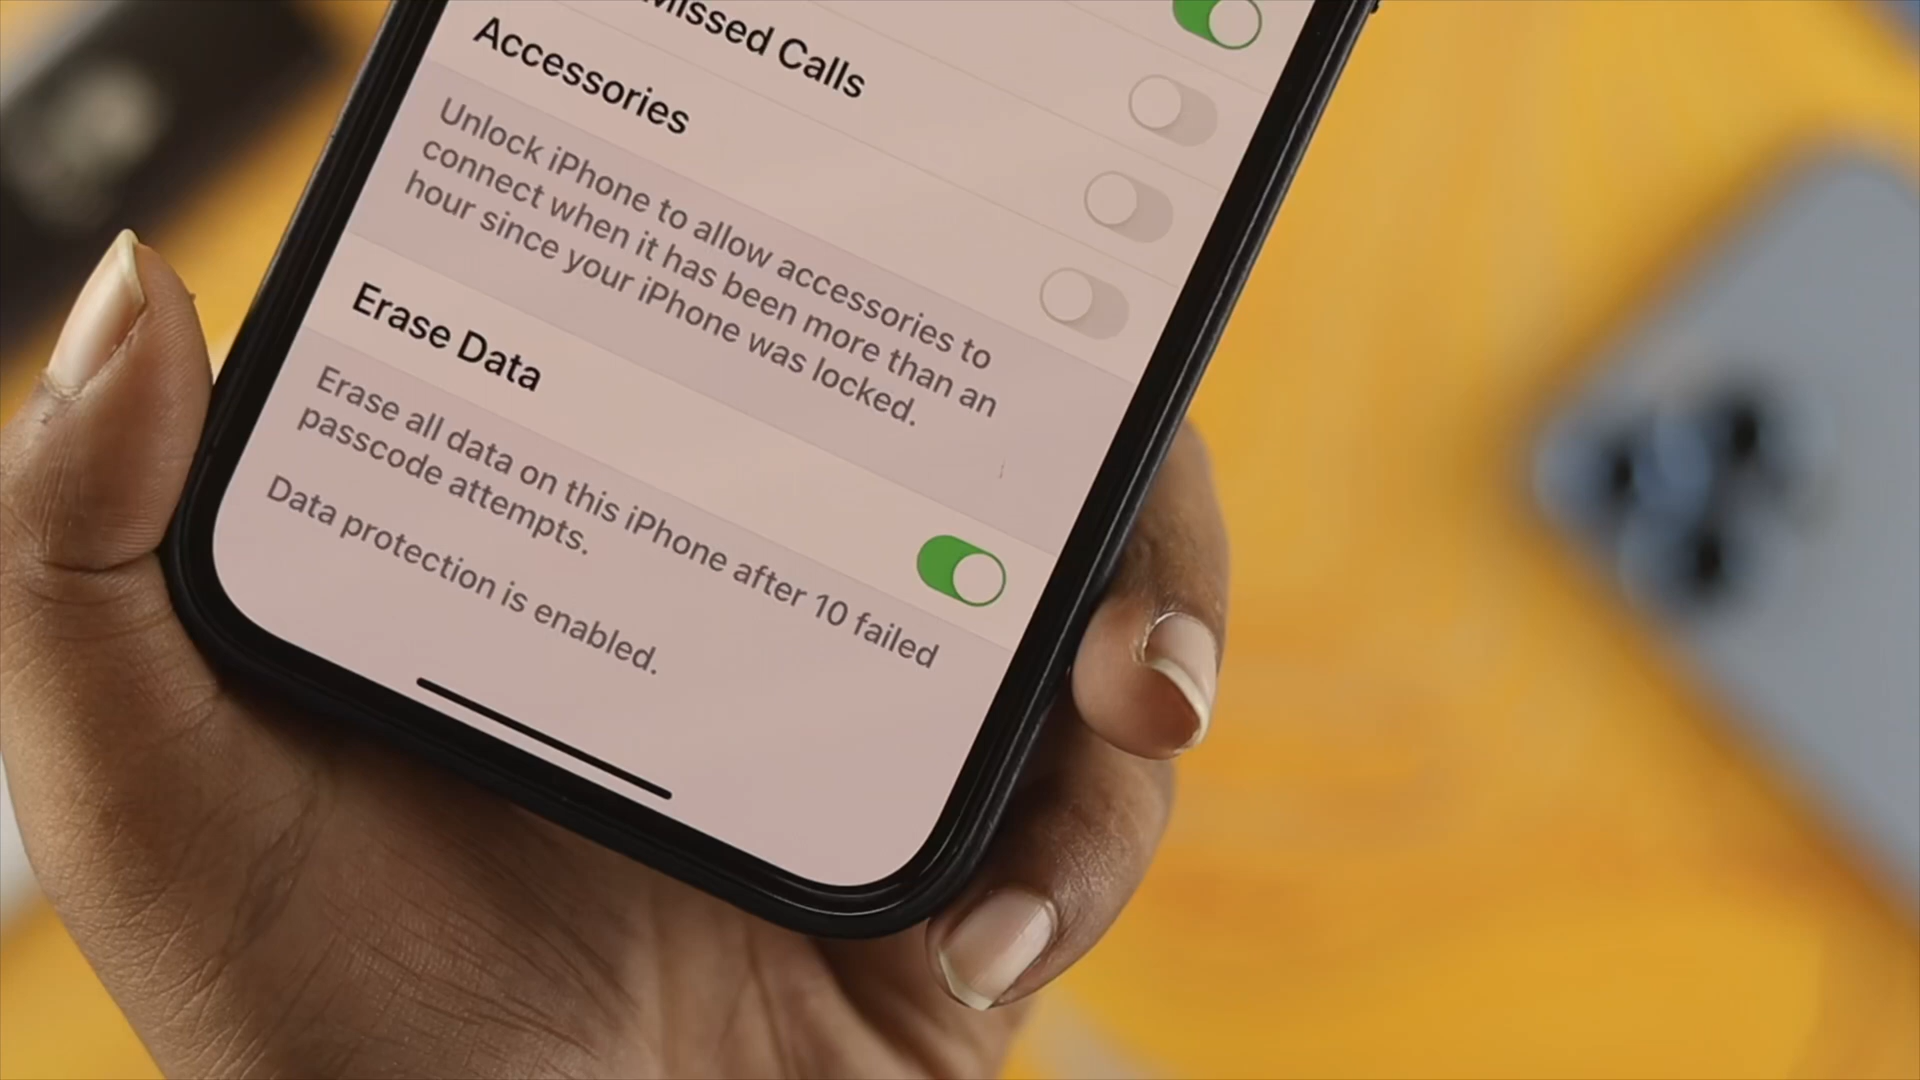 Missed Calls
Accessories
Unlock iPhone to allow accessories to
connect when it has been more than an
hour since your iPhone was locked.
Erase Data
Erase all data on this iPhone after 10 failed
passcode attempts.
Data protection is enabled.